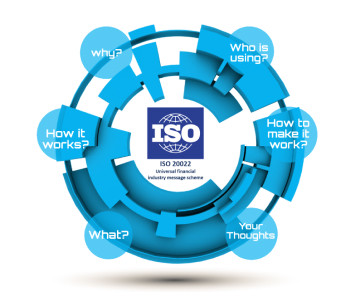 why?
Who is
using?
How it
works?
How to
make it
work?
ISO
ISO 20022
Universal financial
industry message scheme
What?
Your
Thoughts